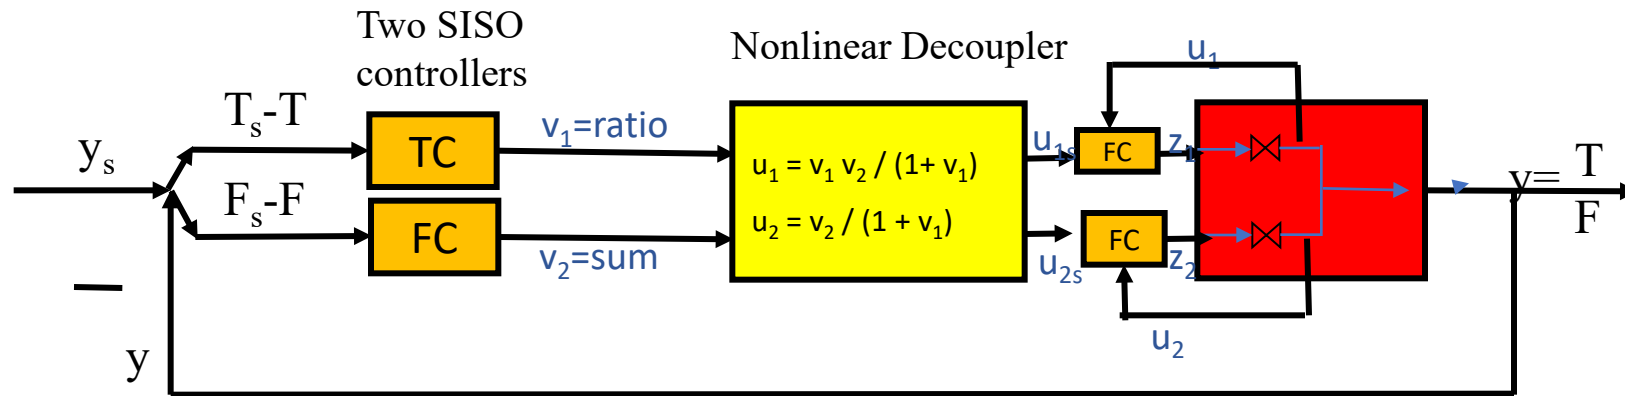 Two SISO
controllers
Nonlinear Decoupler
u₁
Tₛ-T
yₛ
TC
v₁=ratio
u₁ₛ
FC
z₁
u₁ = v₁ v₂ / (1+ v₁)
T
y=
Fₛ-F
F
u₂ = v₂ / (1 + v₁)
FC
v₂=sum
FC
u₂ₛ
z₂
—
u₂
y